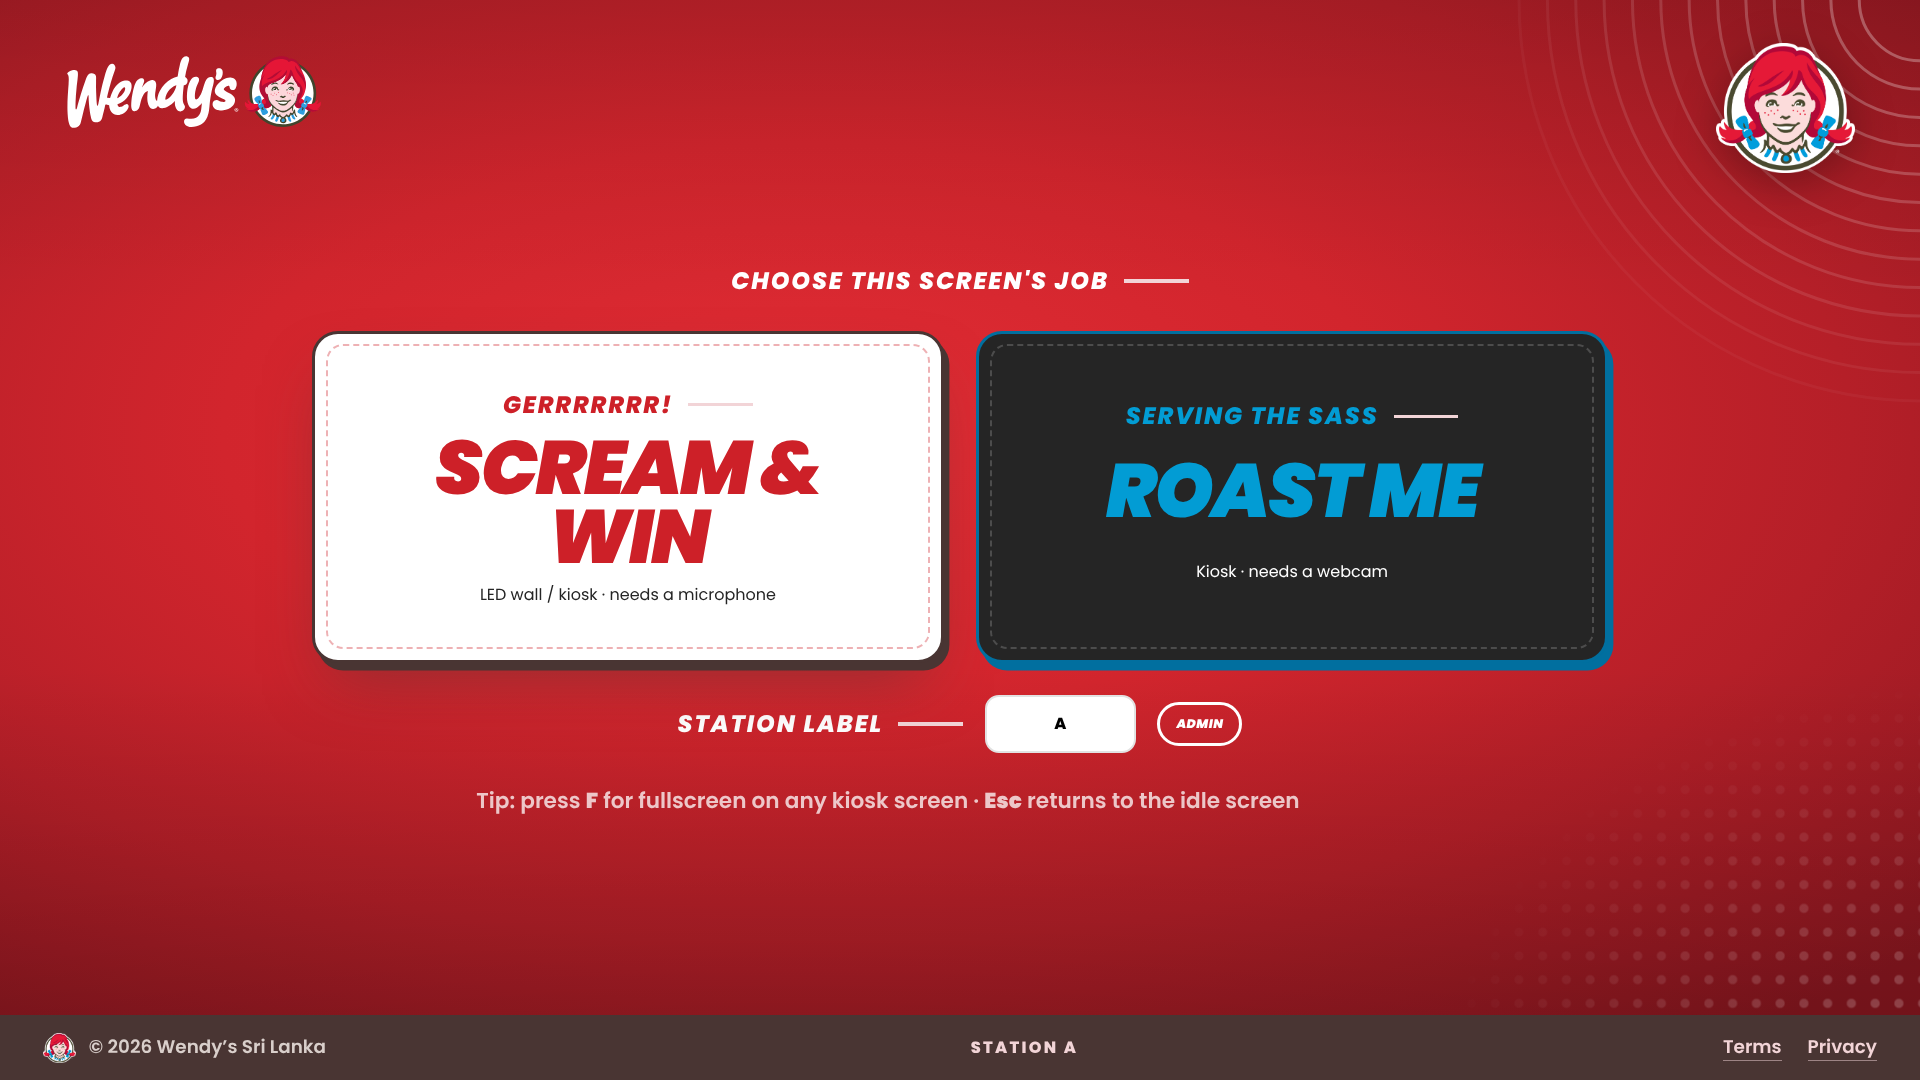 Wendy's
CHOOSE THIS SCREEN'S JOB
GERRRRRRR!
SCREAM &
WIN
LED wall / kiosk · needs a microphone
SERVING THE SASS
ROAST ME
Kiosk · needs a webcam
STATION LABEL
A
ADMIN
Tip: press F for fullscreen on any kiosk screen · Esc returns to the idle screen
© 2026 Wendy’s Sri Lanka
STATION A
Terms
Privacy